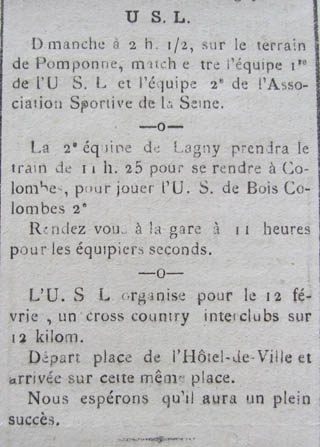 U S. L.
D manche à 2 h. 1/2, sur le terrain
de Pomponne, match e tre l'équipe 1re
de l'U S. L et l'équipe 2e de l'Asso-
ciation Sportive de la Seine.
—o—
La 2e équipe de Lagny prendra le
train de 11 h. 25 pour se rendre à Co-
lombes, pour jouer l'U. S. de Bois Co-
lombes 2e
Rendez vous à la gare à 11 heures
pour les équipiers seconds.
—o—
L'U. S L organise pour le 12 fé-
vrie , un cross country interclubs sur
12 kilom.
Départ place de l'Hôtel-de-Ville et
arrivée sur cette même place.
Nous espérons qu'il aura un plein
succès.